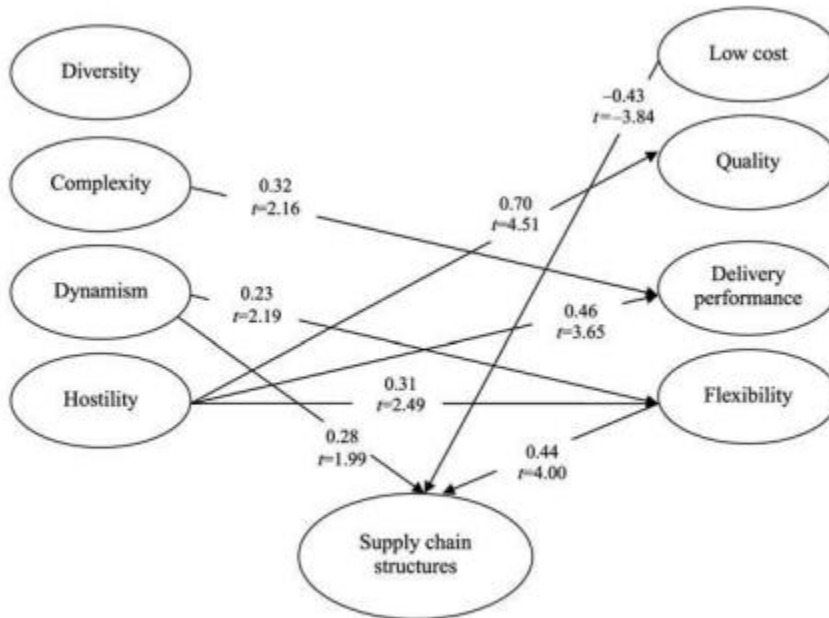 Diversity
Low cost
–0.43
t=–3.84
Complexity
Quality
0.32
t=2.16
0.70
t=4.51
Dynamism
Delivery
performance
0.23
t=2.19
0.46
t=3.65
Hostility
Flexibility
0.31
t=2.49
0.28
t=1.99
0.44
t=4.00
Supply chain
structures